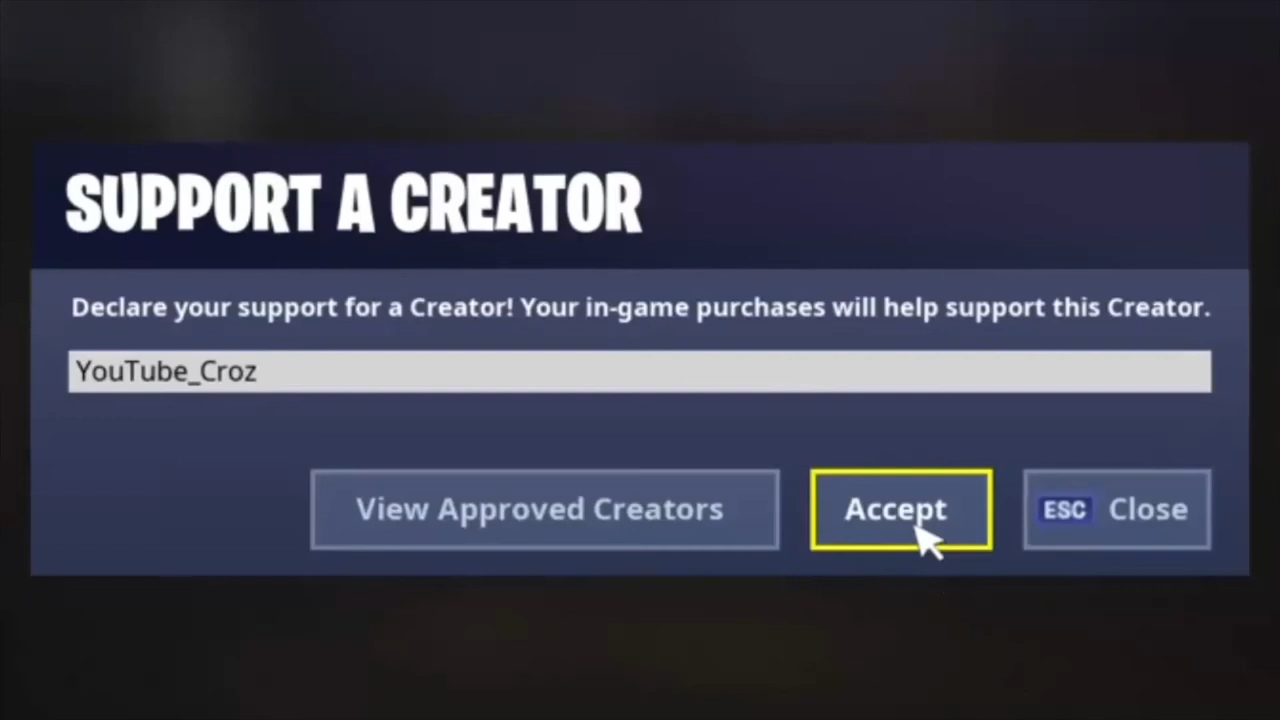 SUPPORT A CREATOR
Declare your support for a Creator! Your in-game purchases will help support this Creator.
YouTube_Croz
View Approved Creators
Accept
ESC Close